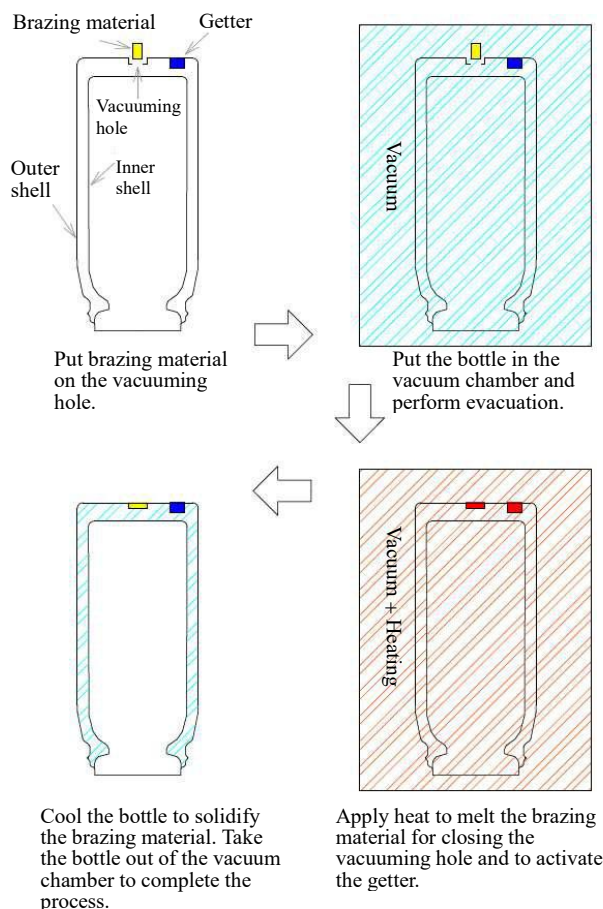 Brazing material
Getter
Vacuuming
hole
Outer
shell
Inner
shell
Put brazing material
on the vacuuming
hole.
Vacuum
Put the bottle in the
vacuum chamber and
perform evacuation.
Vacuum + Heating
Apply heat to melt the brazing
material for closing the
vacuuming hole and to activate
the getter.
Cool the bottle to solidify
the brazing material. Take
the bottle out of the vacuum
chamber to complete the
process.